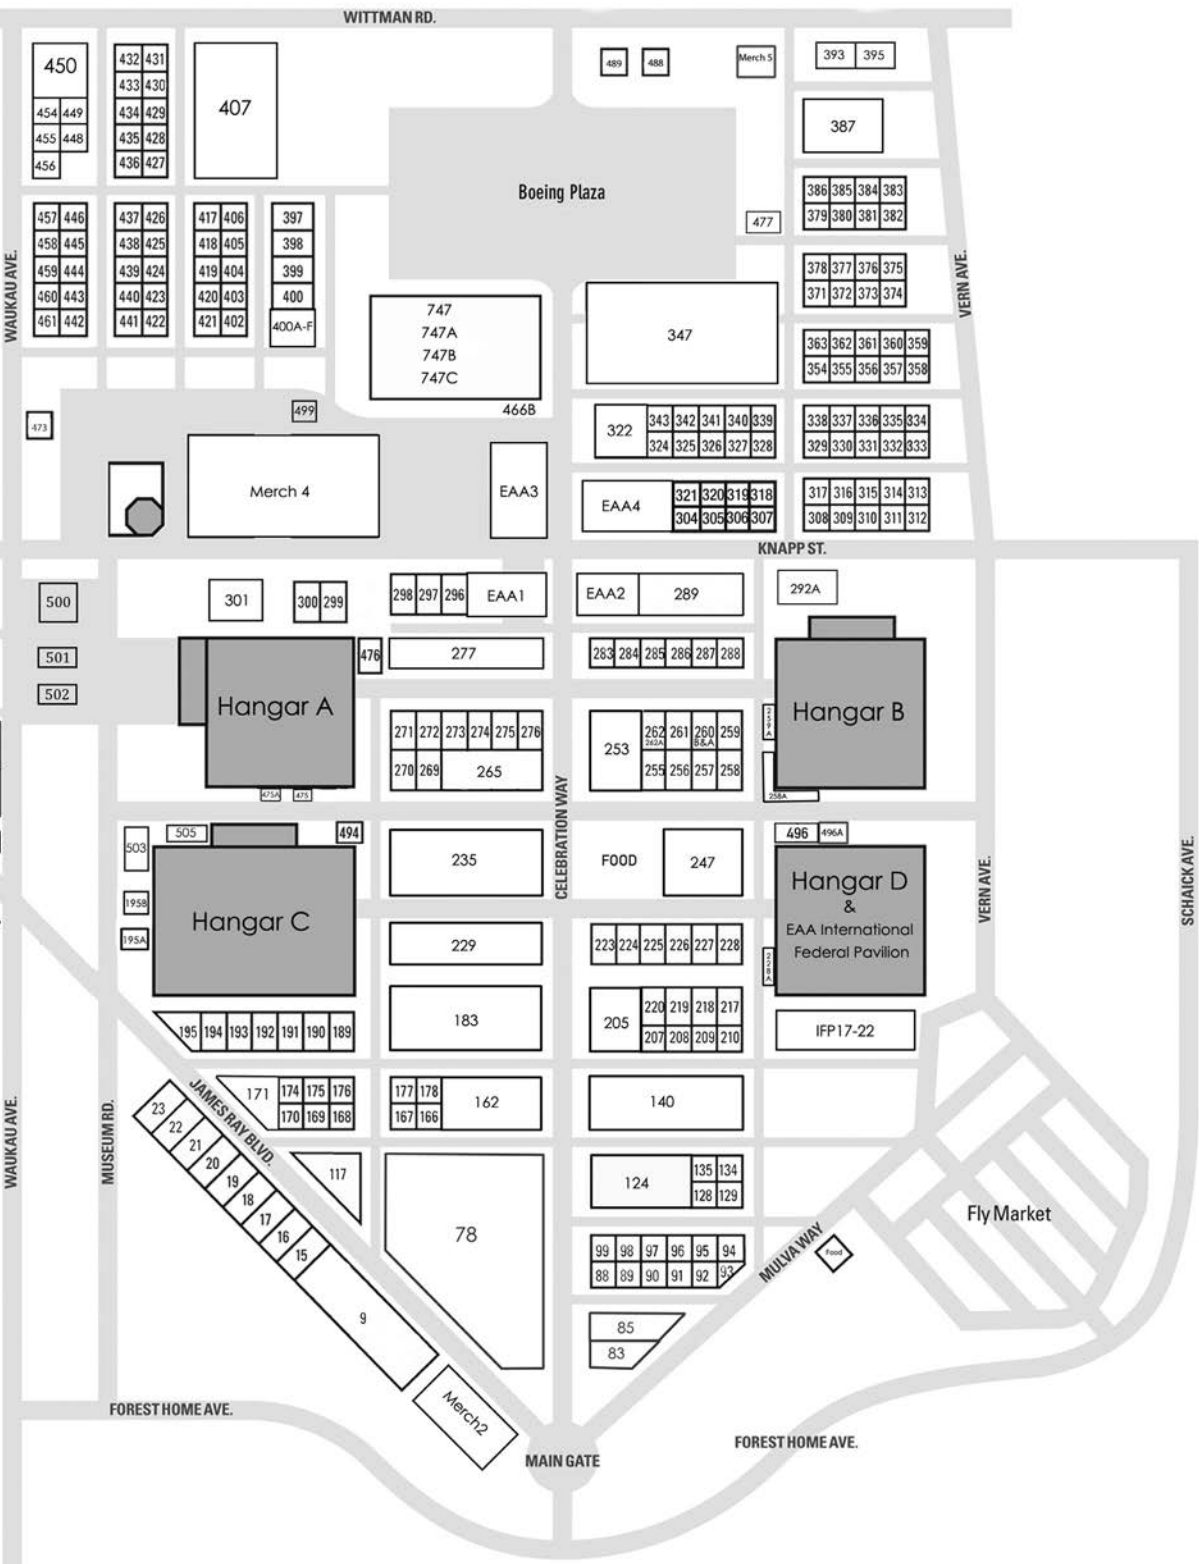 WITTMAN RD.
450
432 431
433 430
434 429
435 428
436 427
454 449
455 448
456
407
489
488
Merch 5
393 395
387
Boeing Plaza
386 385 384 383
379 380 381 382
477
457 446
458 445
459 444
460 443
461 442
437 426
438 425
439 424
440 423
441 422
417 406
418 405
419 404
420 403
421 402
397
398
399
400
400A-F
WAUKAU AVE.
VERN AVE.
378 377 376 375
371 372 373 374
747
747A
747B
747C
466B
347
363 362 361 360 359
354 355 356 357 358
473
499
322
343 342 341 340 339
324 325 326 327 328
338 337 336 335 334
329 330 331 332 333
Merch 4
EAA3
EAA4
321 320 319 318
304 305 306 307
317 316 315 314 313
308 309 310 311 312
KNAPP ST.
500
501
502
301
300 299
298 297 296 EAA1
EAA2 289
292A
476
277
283 284 285 286 287 288
Hangar A
Hangar B
259A
258A
271 272 273 274 275 276
270 269 265
253
262 261 260 259
262A B&A
255 256 257 258
475A 475
CELEBRATION WAY
503
505
494
195B
195A
Hangar C
235
FOOD
247
496 496A
Hangar D
&
EAA International
Federal Pavilion
228A
VERN AVE.
SCHAICK AVE.
229
223 224 225 226 227 228
183
205
220 219 218 217
207 208 209 210
IFP17-22
195 194 193 192 191 190 189
171
174 175 176
170 169 168
177 178
167 166
162
140
WAUKAU AVE.
MUSEUM RD.
JAMES RAY BLVD.
23
22
21
20
19
18
17
16
15
9
117
78
124
135 134
128 129
99 98 97 96 95 94
88 89 90 91 92 93
85
83
MULVA WAY
Food
Fly Market
Merch2
FOREST HOME AVE.
MAIN GATE
FOREST HOME AVE.